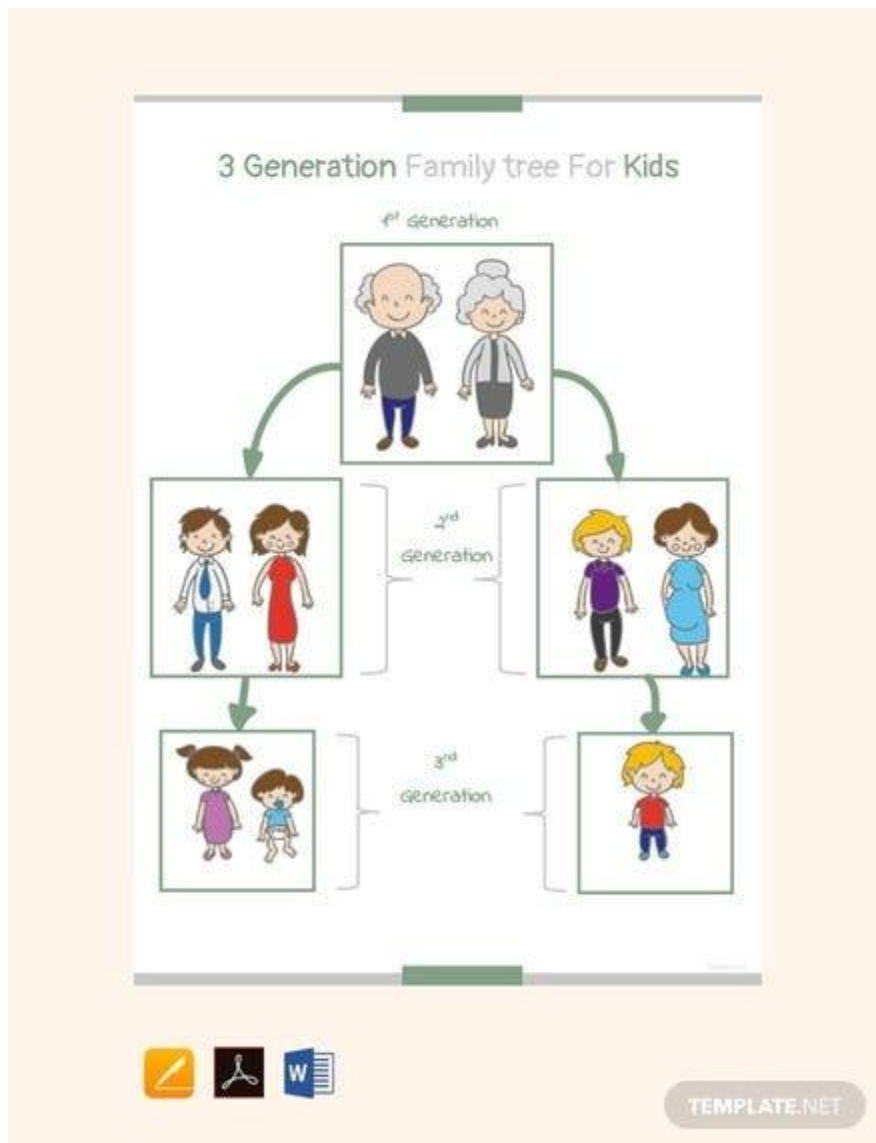 3 Generation Family tree For Kids
1st Generation
2nd
Generation
3rd
Generation
W
TEMPLATE.NET